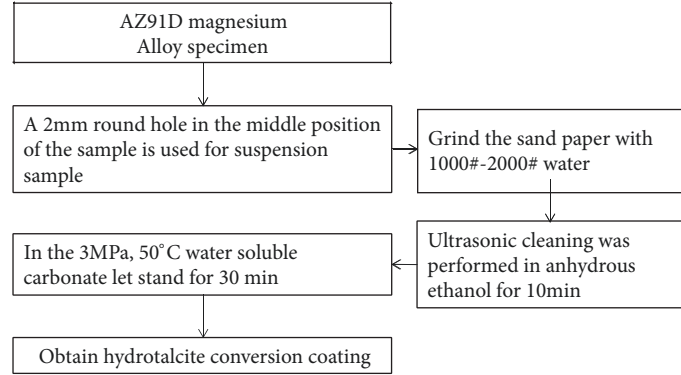 AZ91D magnesium
Alloy specimen
A 2mm round hole in the middle position
of the sample is used for suspension
sample
Grind the sand paper with
1000#-2000# water
Ultrasonic cleaning was
performed in anhydrous
ethanol for 10min
In the 3MPa, 50°C water soluble
carbonate let stand for 30 min
Obtain hydrotalcite conversion coating